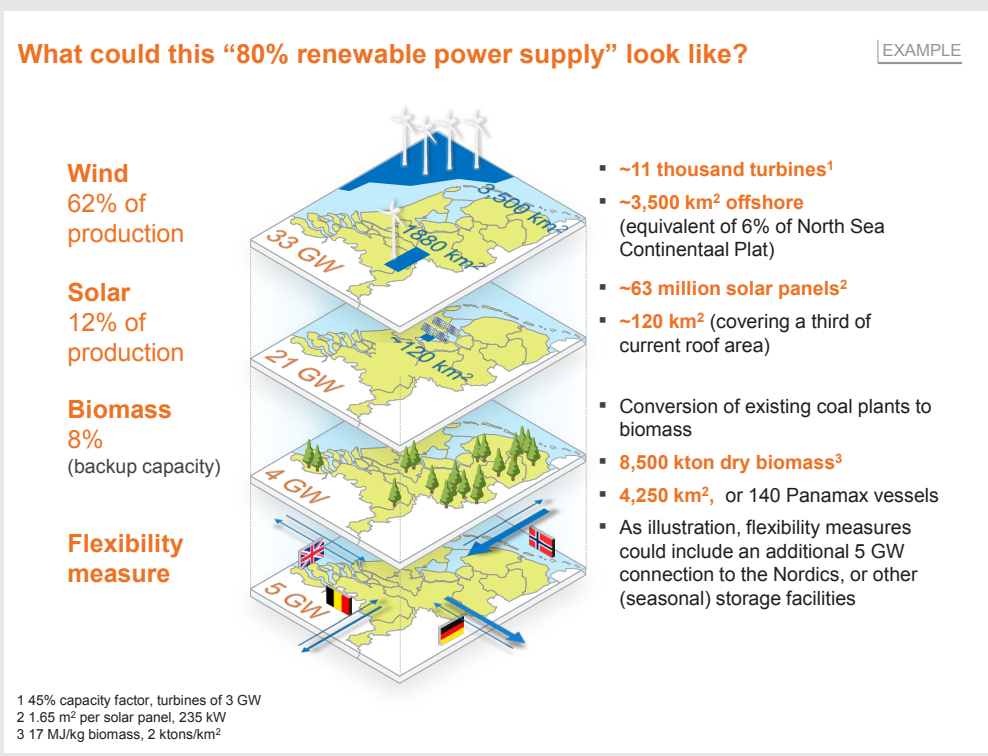 What could this “80% renewable power supply” look like?
EXAMPLE
Wind
62% of
production
33 GW
3,500 km²
1880 km²
▪ ~11 thousand turbines¹
▪ ~3,500 km² offshore
(equivalent of 6% of North Sea
Continentaal Plat)
Solar
12% of
production
21 GW
~120 km²
▪ ~63 million solar panels²
▪ ~120 km² (covering a third of
current roof area)
Biomass
8%
(backup capacity)
4 GW
▪ Conversion of existing coal plants to
biomass
▪ 8,500 kton dry biomass³
▪ 4,250 km², or 140 Panamax vessels
Flexibility
measure
5 GW
▪ As illustration, flexibility measures
could include an additional 5 GW
connection to the Nordics, or other
(seasonal) storage facilities
1 45% capacity factor, turbines of 3 GW
2 1.65 m² per solar panel, 235 kW
3 17 MJ/kg biomass, 2 ktons/km²